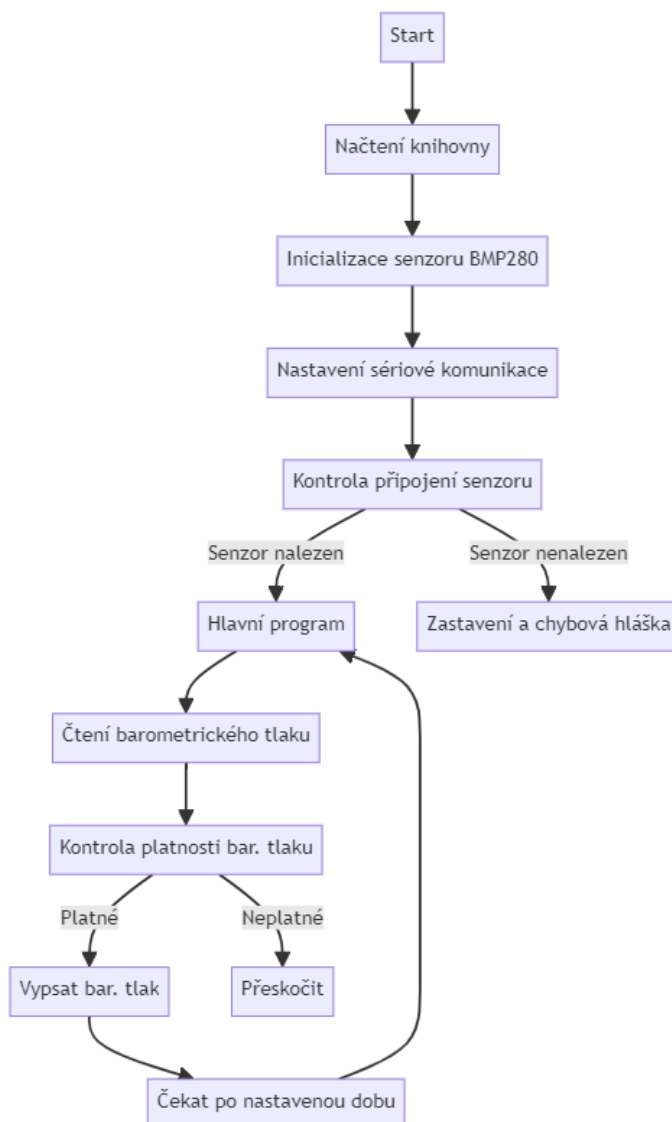 Start
Načtení knihovny
Inicializace senzoru BMP280
Nastavení sériové komunikace
Kontrola připojení senzoru
Senzor nalezen
Senzor nenalezen
Hlavní program
Zastavení a chybová hláška
Čtení barometrického tlaku
Kontrola platnosti bar. tlaku
Platné
Neplatné
Vypsat bar. tlak
Přeskočit
Čekat po nastavenou dobu